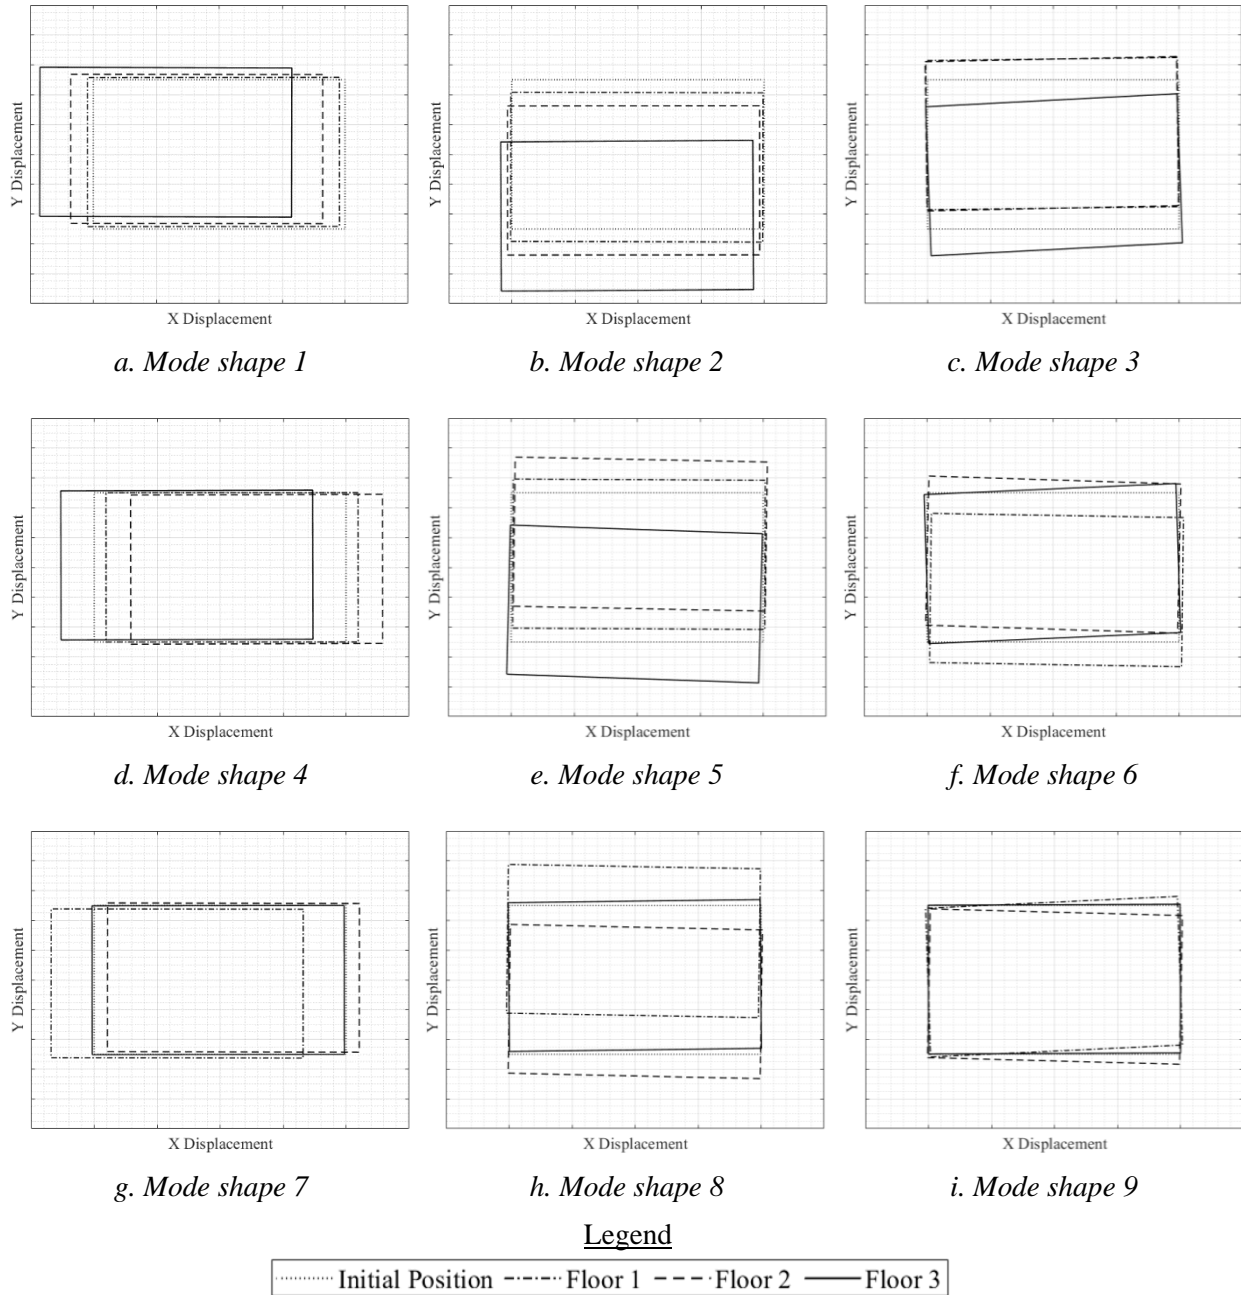 Y Displacement Y Displacement Y Displacement
X Displacement X Displacement X Displacement
a. Mode shape 1 b. Mode shape 2 c. Mode shape 3
Y Displacement Y Displacement Y Displacement
X Displacement X Displacement X Displacement
d. Mode shape 4 e. Mode shape 5 f. Mode shape 6
Y Displacement Y Displacement Y Displacement
X Displacement X Displacement X Displacement
g. Mode shape 7 h. Mode shape 8 i. Mode shape 9
Legend
Initial Position Floor 1 Floor 2 Floor 3